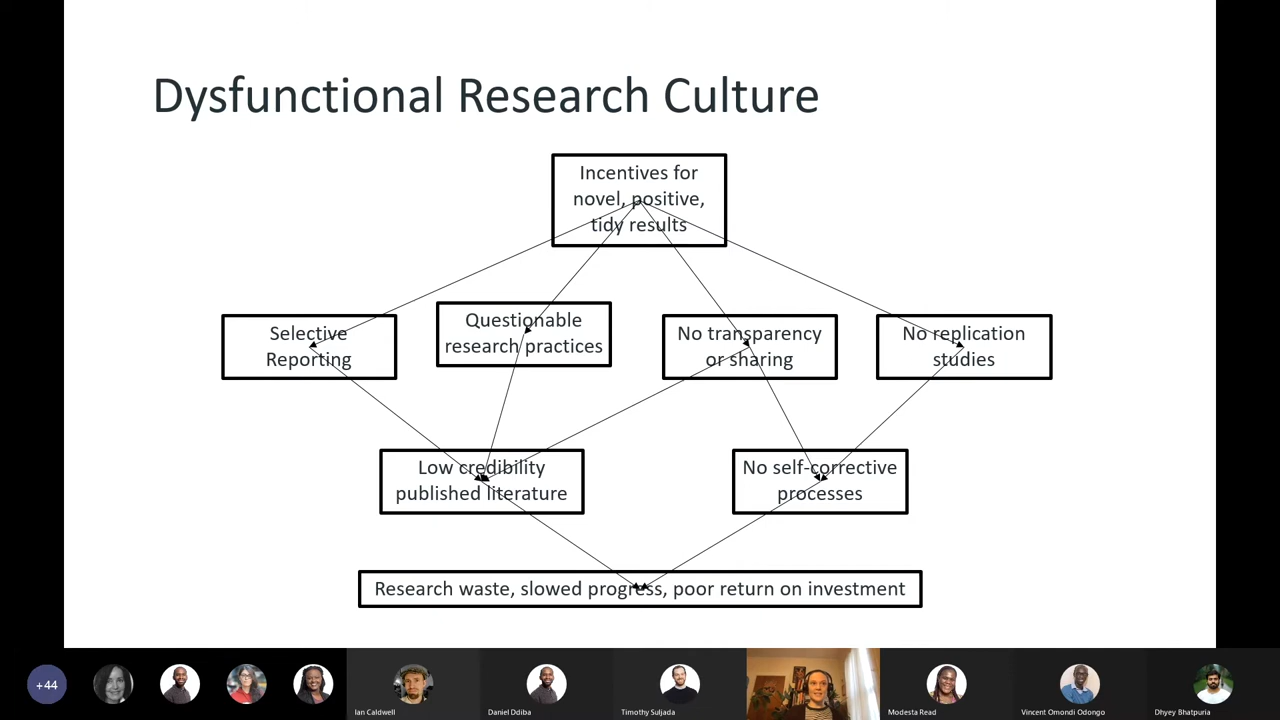 Dysfunctional Research Culture
Incentives for
novel, positive,
tidy results
Selective
Reporting
Questionable
research practices
No transparency
or sharing
No replication
studies
Low credibility
published literature
No self-corrective
processes
Research waste, slowed progress, poor return on investment
+44
Ian Caldwell
Daniel Ddiba
Timothy Suljada
Modesta Read
Vincent Omondi Odongo
Dhyey Bhatpuria